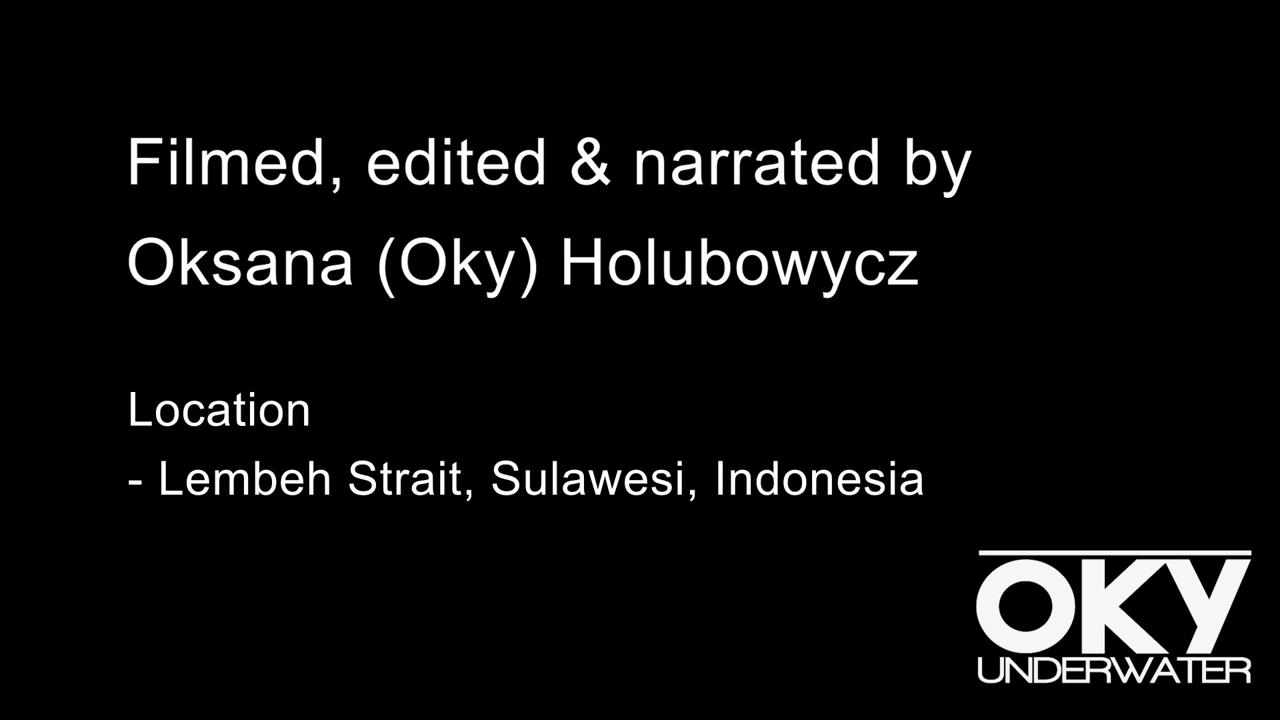 Filmed, edited & narrated by
Oksana (Oky) Holubowycz
Location
- Lembeh Strait, Sulawesi, Indonesia
OKY
UNDERWATER